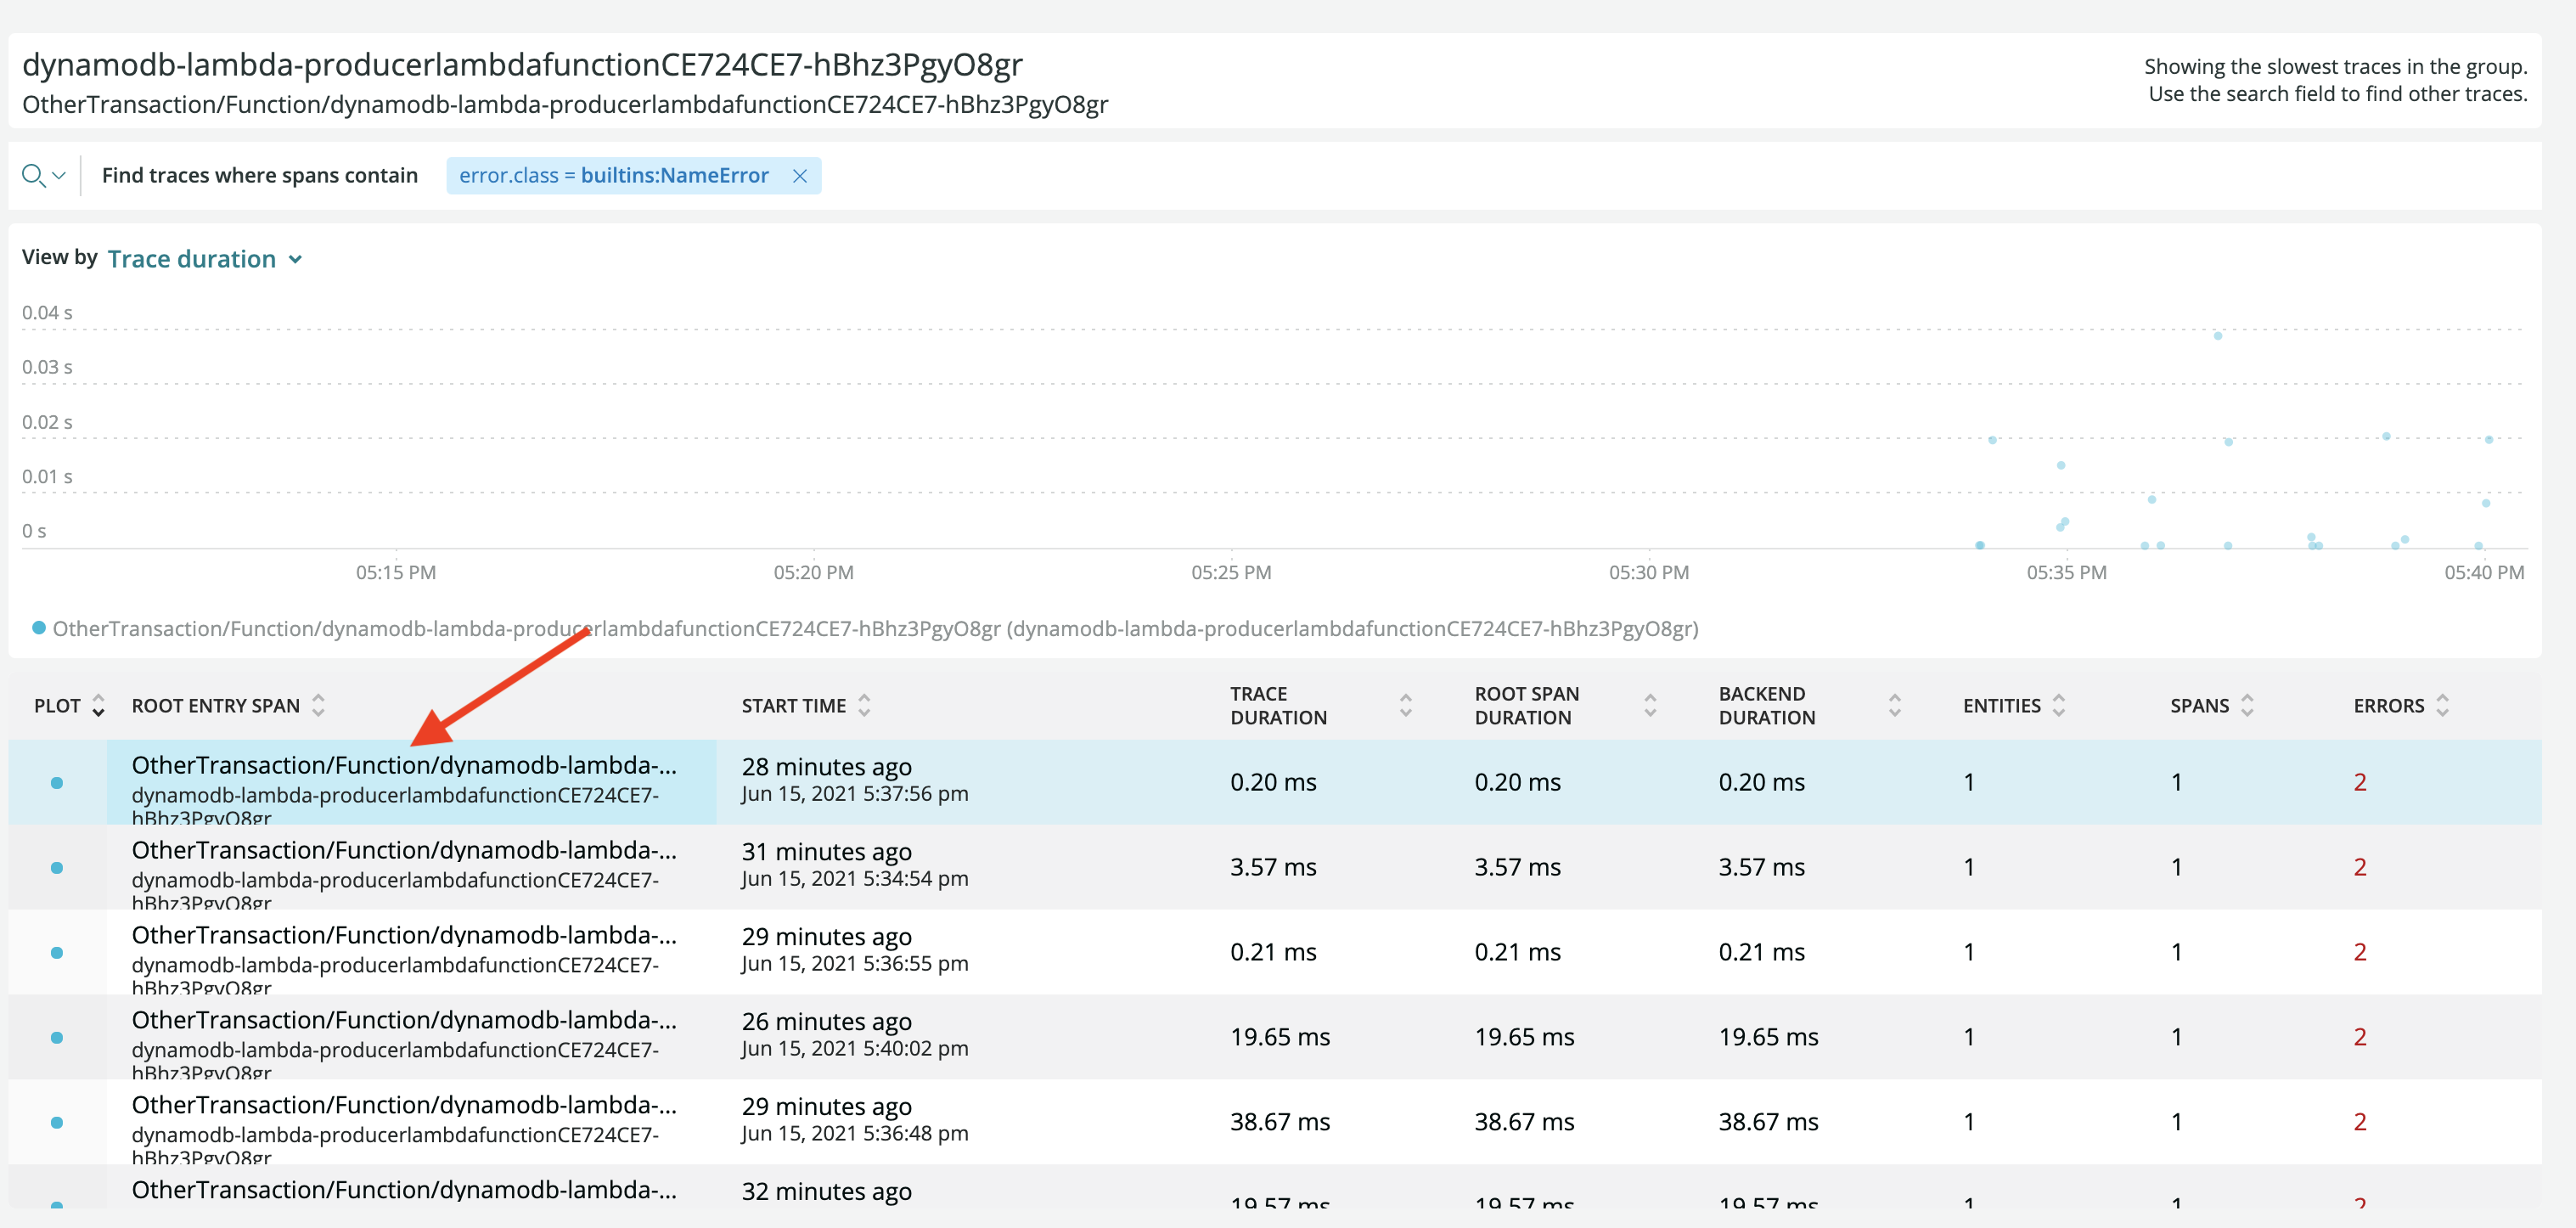 dynamodb-lambda-producerlambdafunctionCE724CE7-hBhz3PgyO8gr
OtherTransaction/Function/dynamodb-lambda-producerlambdafunctionCE724CE7-hBhz3PgyO8gr
Showing the slowest traces in the group.
Use the search field to find other traces.
Find traces where spans contain error.class = builtins:NameError
View by Trace duration
0.04 s
0.03 s
0.02 s
0.01 s
0 s
05:15 PM 05:20 PM 05:25 PM 05:30 PM 05:35 PM 05:40 PM
OtherTransaction/Function/dynamodb-lambda-producerlambdafunctionCE724CE7-hBhz3PgyO8gr (dynamodb-lambda-producerlambdafunctionCE724CE7-hBhz3PgyO8gr)
PLOT ROOT ENTRY SPAN START TIME TRACE DURATION ROOT SPAN DURATION BACKEND DURATION ENTITIES SPANS ERRORS
OtherTransaction/Function/dynamodb-lambda-...
dynamodb-lambda-producerlambdafunctionCE724CE7-
hBhz3PgyO8gr
28 minutes ago
Jun 15, 2021 5:37:56 pm
0.20 ms 0.20 ms 0.20 ms 1 1 2
OtherTransaction/Function/dynamodb-lambda-...
dynamodb-lambda-producerlambdafunctionCE724CE7-
hBhz3PgyO8gr
31 minutes ago
Jun 15, 2021 5:34:54 pm
3.57 ms 3.57 ms 3.57 ms 1 1 2
OtherTransaction/Function/dynamodb-lambda-...
dynamodb-lambda-producerlambdafunctionCE724CE7-
hBhz3PgyO8gr
29 minutes ago
Jun 15, 2021 5:36:55 pm
0.21 ms 0.21 ms 0.21 ms 1 1 2
OtherTransaction/Function/dynamodb-lambda-...
dynamodb-lambda-producerlambdafunctionCE724CE7-
hBhz3PgyO8gr
26 minutes ago
Jun 15, 2021 5:40:02 pm
19.65 ms 19.65 ms 19.65 ms 1 1 2
OtherTransaction/Function/dynamodb-lambda-...
dynamodb-lambda-producerlambdafunctionCE724CE7-
hBhz3PgyO8gr
29 minutes ago
Jun 15, 2021 5:36:48 pm
38.67 ms 38.67 ms 38.67 ms 1 1 2
OtherTransaction/Function/dynamodb-lambda-...
32 minutes ago
19.57 ms 19.57 ms 19.57 ms 1 1 2